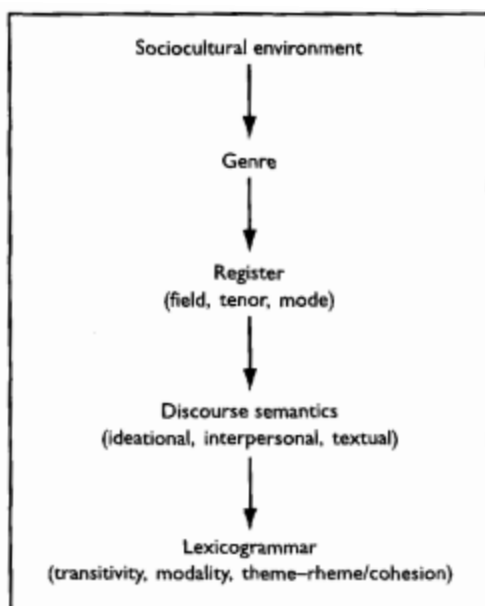 Sociocultural environment
Genre
Register
(field, tenor, mode)
Discourse semantics
(ideational, interpersonal, textual)
Lexicogrammar
(transitivity, modality, theme–rheme/cohesion)